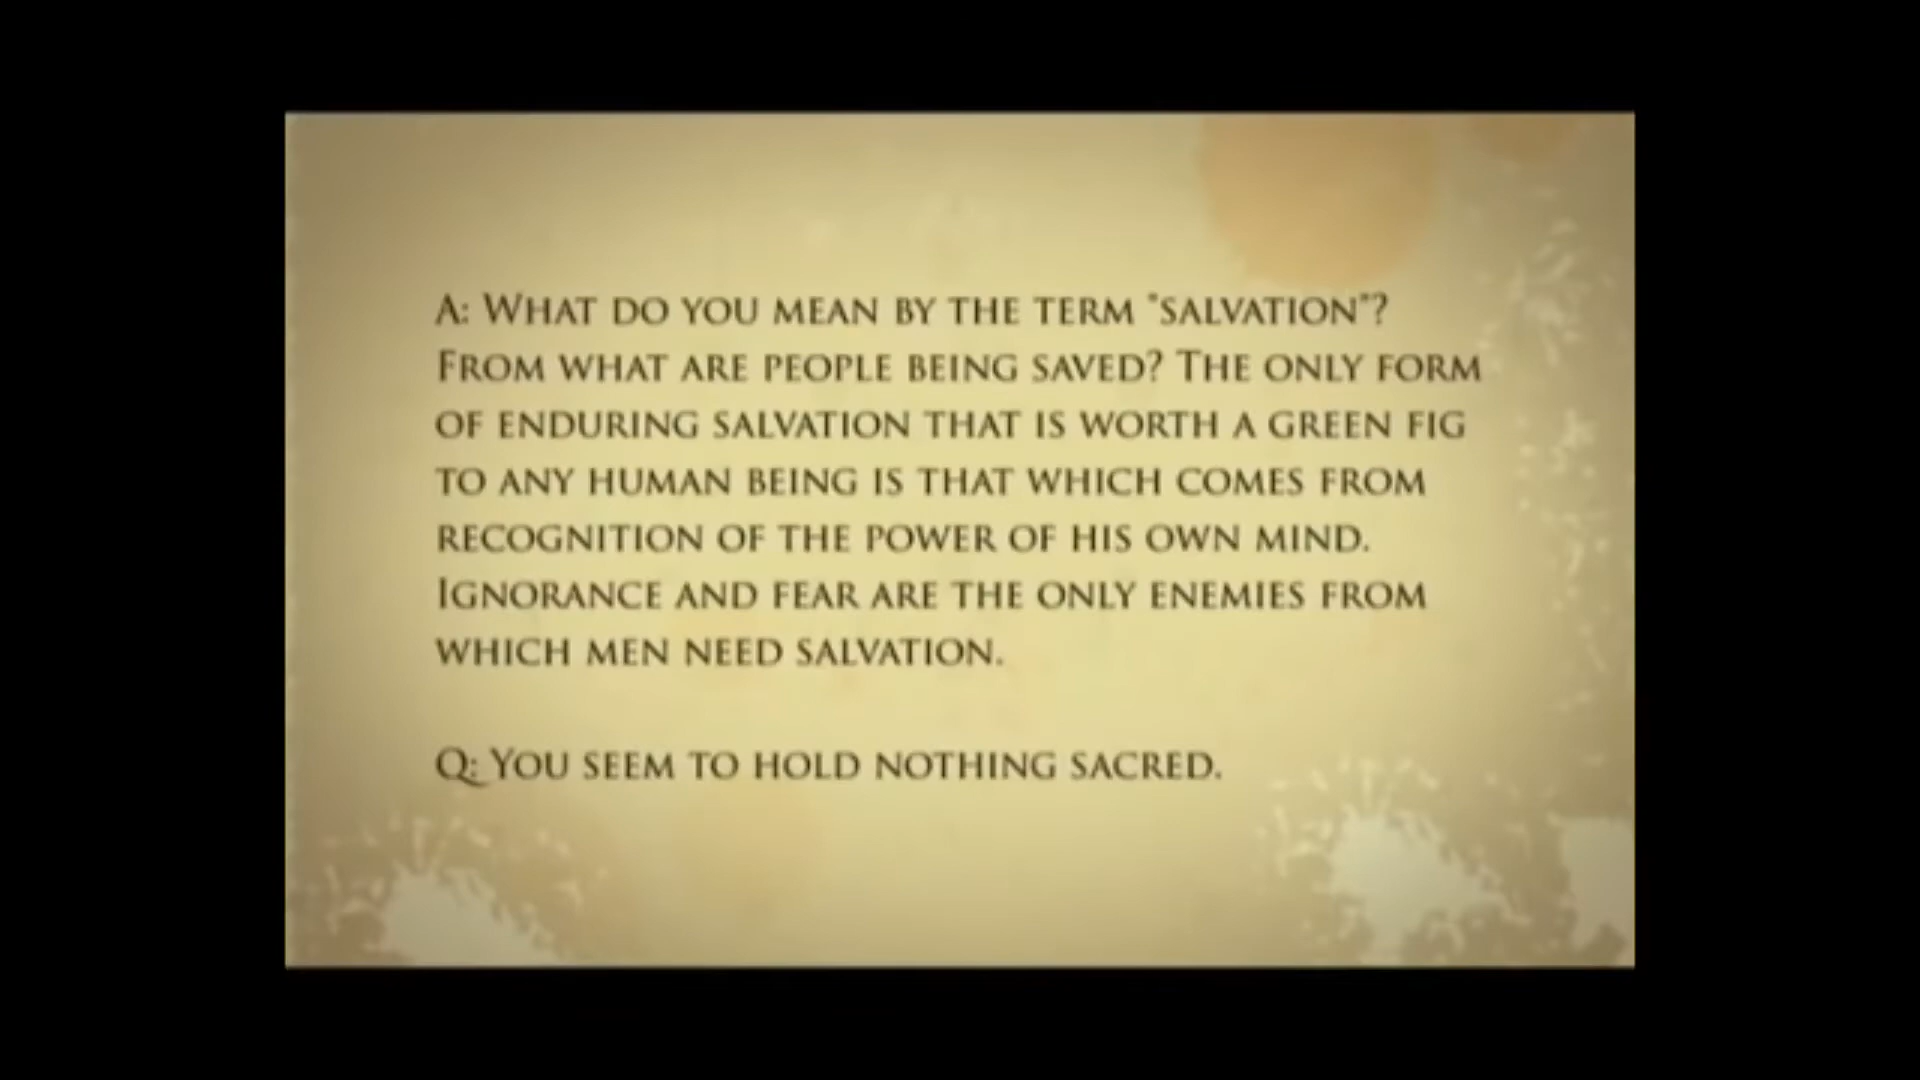 A: What do you mean by the term "salvation"?
From what are people being saved? The only form
of enduring salvation that is worth a green fig
to any human being is that which comes from
recognition of the power of his own mind.
Ignorance and fear are the only enemies from
which men need salvation.
Q: You seem to hold nothing sacred.